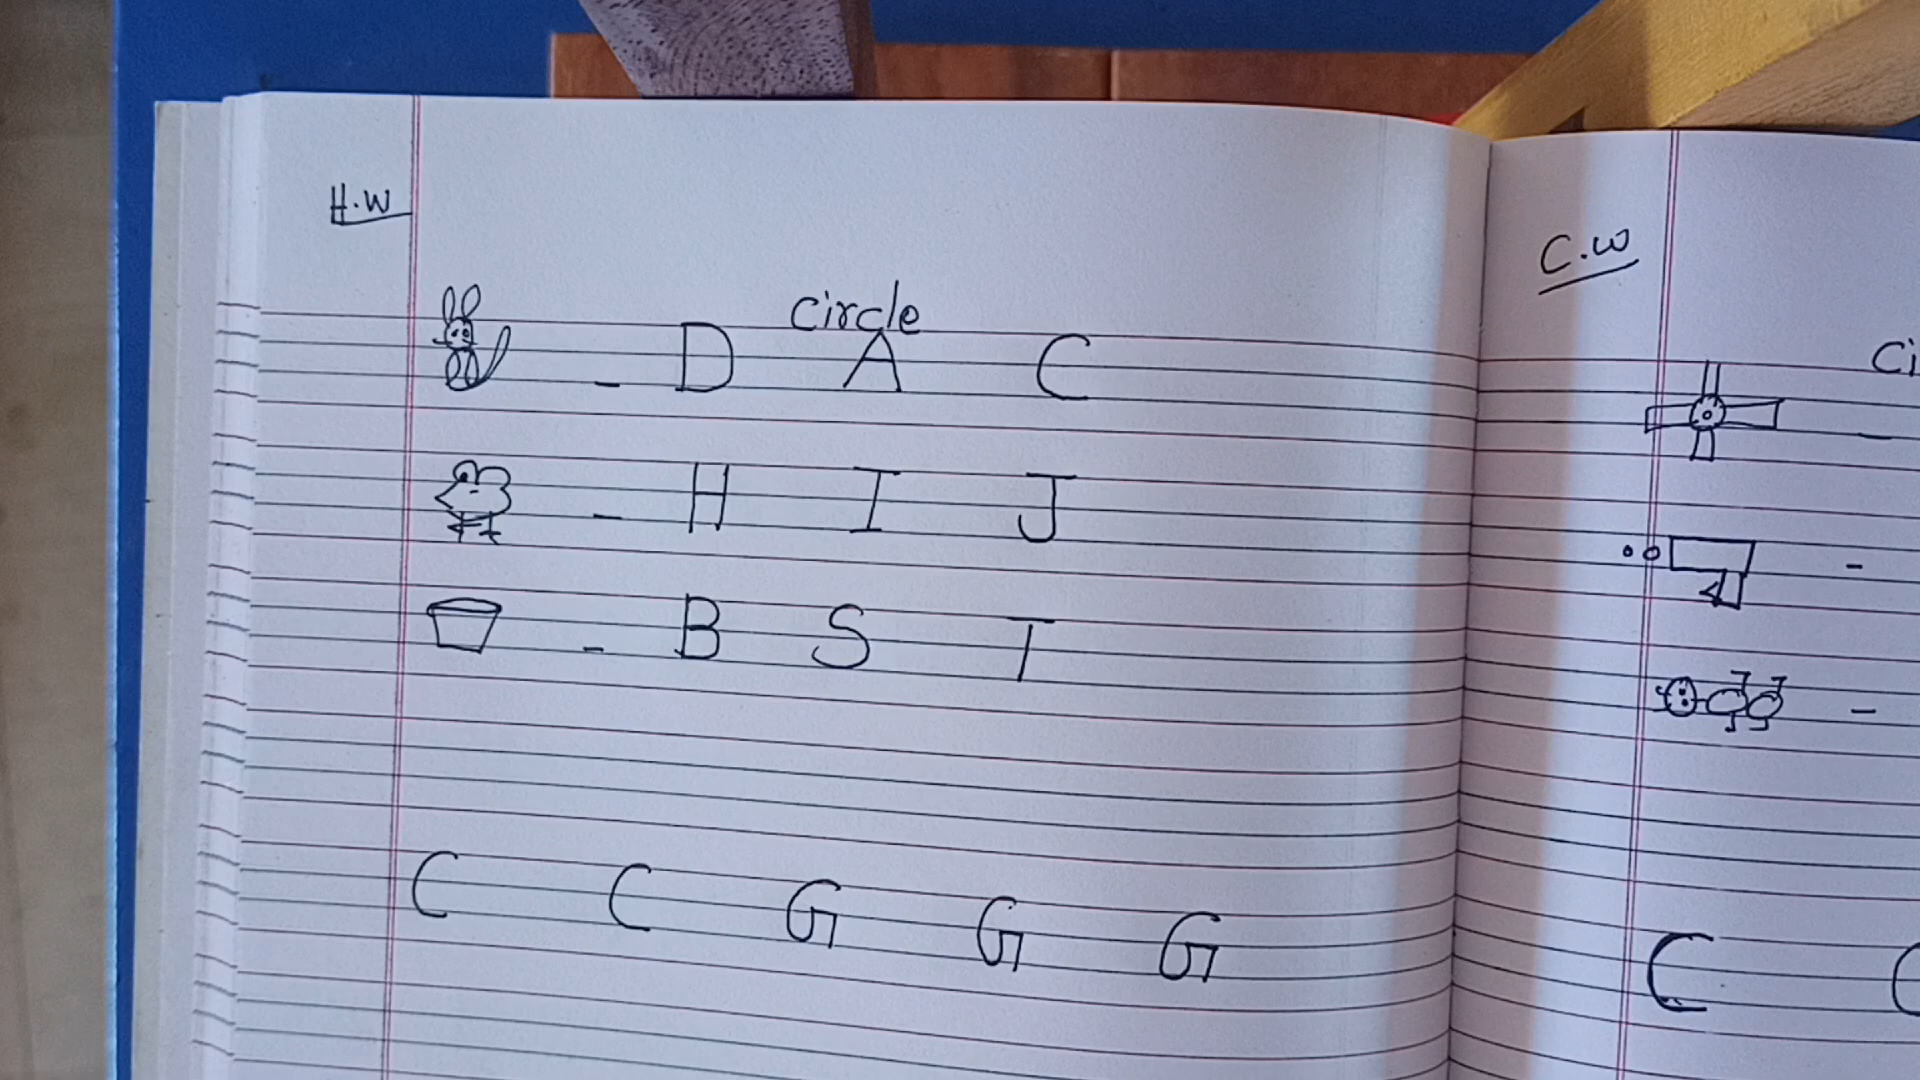 H.W
circle
- D A C
- H I J
- B S T
C C G G G
C.W
Ci
-
-
-
C C